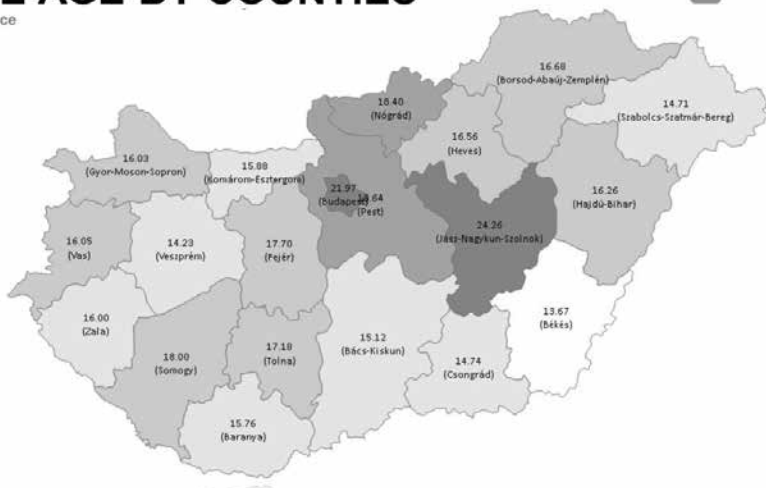 E AGE BY COUNTIES
ce
16.68
(Borsod-Abaúj-Zemplén)
18.40
(Nógrád)
14.71
(Szabolcs-Szatmár-Bereg)
16.56
(Heves)
16.03
(Gyor-Moson-Sopron)
15.88
(Komárom-Esztergom)
21.97
(Budapest)
(Pest)
16.26
(Hajdú-Bihar)
24.26
(Jász-Nagykun-Szolnok)
16.05
(Vas)
14.23
(Veszprém)
17.70
(Fejér)
16.00
(Zala)
13.67
(Békés)
15.12
(Bács-Kiskun)
17.18
(Tolna)
18.00
(Somogy)
14.74
(Csongrád)
15.76
(Baranya)